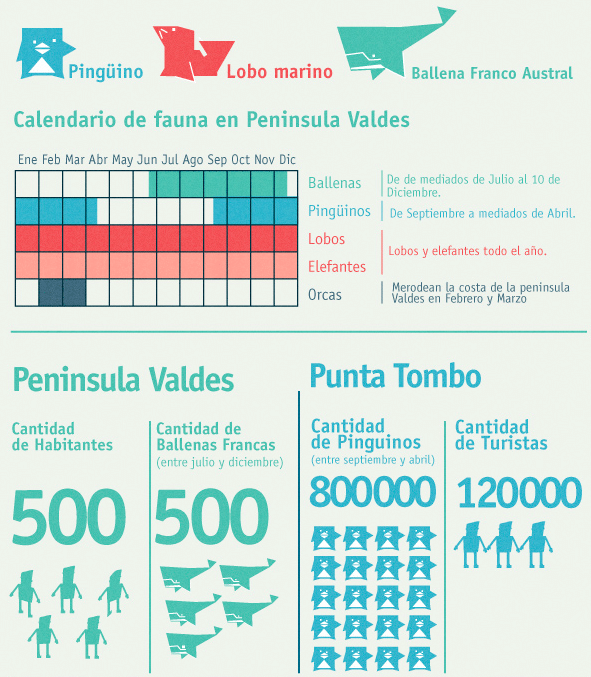 Pingüino
Lobo marino
Ballena Franco Austral
Calendario de fauna en Peninsula Valdes
Ene Feb Mar Abr May Jun Jul Ago Sep Oct Nov Dic
Ballenas
De de mediados de Julio al 10 de
Diciembre.
Pingüinos
De Septiembre a mediados de Abril.
Lobos
Elefantes
Lobos y elefantes todo el año.
Orcas
Merodean la costa de la peninsula
Valdes en Febrero y Marzo
Peninsula Valdes
Cantidad
de Habitantes
500
Cantidad de
Ballenas Francas
(entre julio y diciembre)
500
Punta Tombo
Cantidad
de Pinguinos
(entre septiembre y abril)
800000
Cantidad
de Turistas
120000